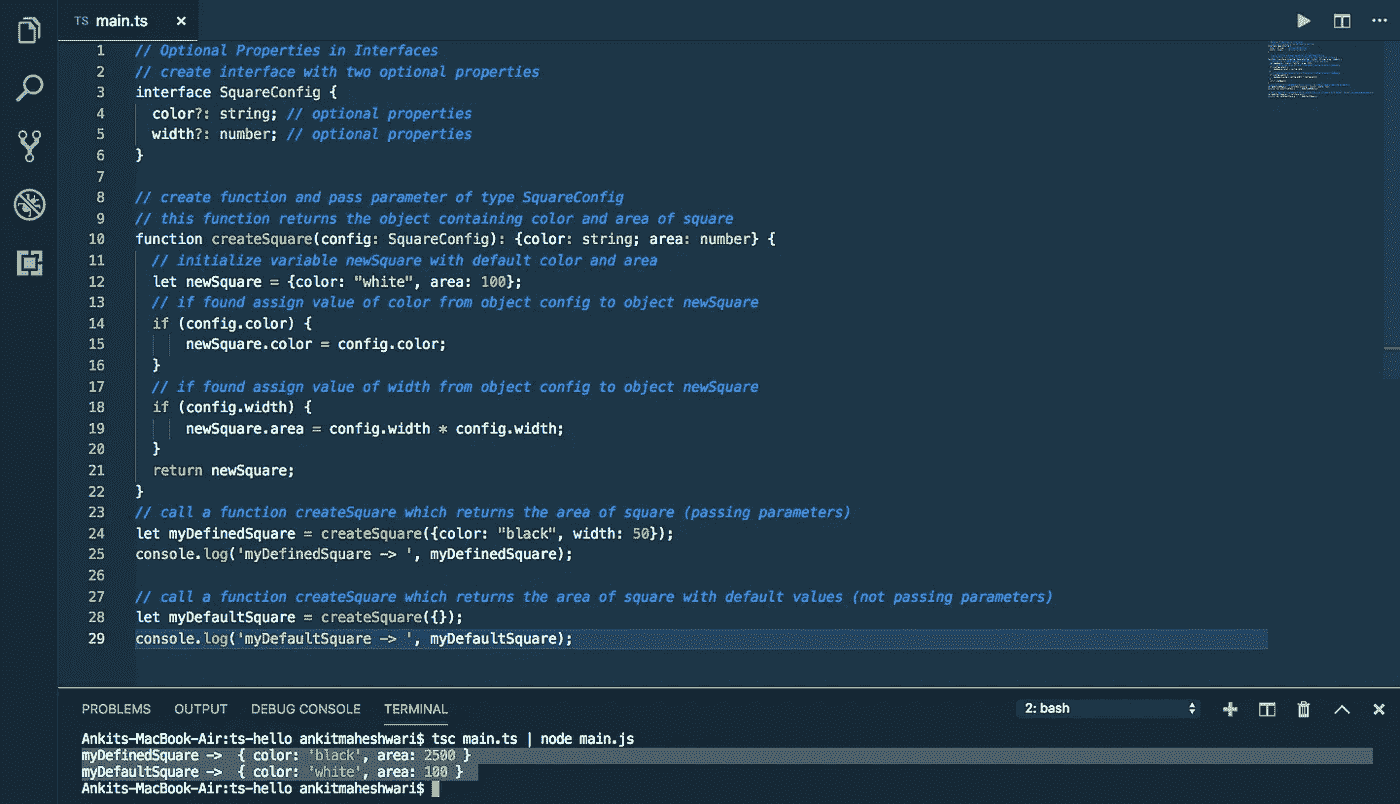 TS main.ts ×
1 // Optional Properties in Interfaces
2 // create interface with two optional properties
3 interface SquareConfig {
4   color?: string; // optional properties
5   width?: number; // optional properties
6 }
7
8 // create function and pass parameter of type SquareConfig
9 // this function returns the object containing color and area of square
10 function createSquare(config: SquareConfig): {color: string; area: number} {
11   // initialize variable newSquare with default color and area
12   let newSquare = {color: "white", area: 100};
13   // if found assign value of color from object config to object newSquare
14   if (config.color) {
15     newSquare.color = config.color;
16   }
17   // if found assign value of width from object config to object newSquare
18   if (config.width) {
19     newSquare.area = config.width * config.width;
20   }
21   return newSquare;
22 }
23 // call a function createSquare which returns the area of square (passing parameters)
24 let myDefinedSquare = createSquare({color: "black", width: 50});
25 console.log('myDefinedSquare -> ', myDefinedSquare);
26
27 // call a function createSquare which returns the area of square with default values (not passing parameters)
28 let myDefaultSquare = createSquare({});
29 console.log('myDefaultSquare -> ', myDefaultSquare);
PROBLEMS OUTPUT DEBUG CONSOLE TERMINAL 2: bash
Ankits-MacBook-Air:ts-hello ankitmaheshwari$ tsc main.ts | node main.js
myDefinedSquare ->  { color: 'black', area: 2500 }
myDefaultSquare ->  { color: 'white', area: 100 }
Ankits-MacBook-Air:ts-hello ankitmaheshwari$